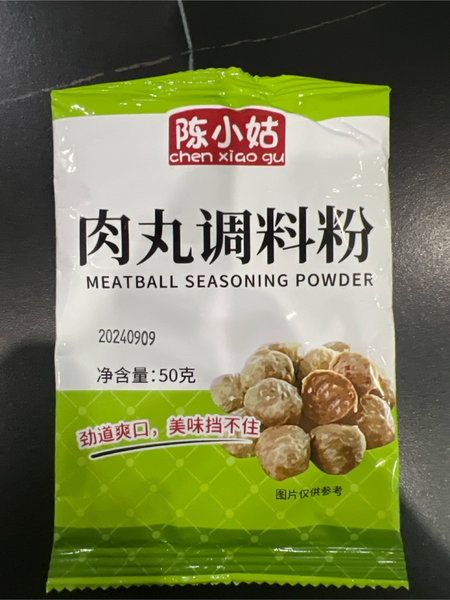 陈小姑
chen xiao gu
肉丸调料粉
MEATBALL SEASONING POWDER
20240909
净含量:50克
劲道爽口，美味挡不住
图片仅供参考